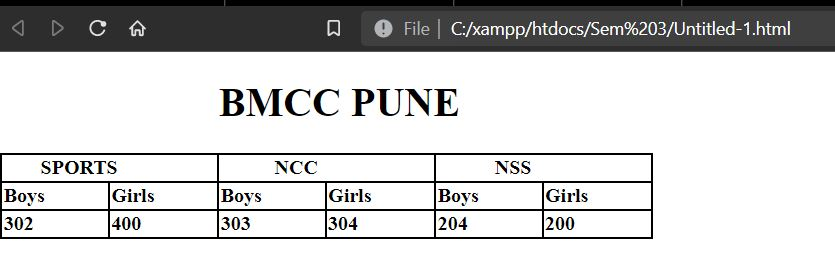 File | C:/xampp/htdocs/Sem%203/Untitled-1.html
BMCC PUNE
SPORTS NCC NSS
Boys Girls Boys Girls Boys Girls
302 400 303 304 204 200